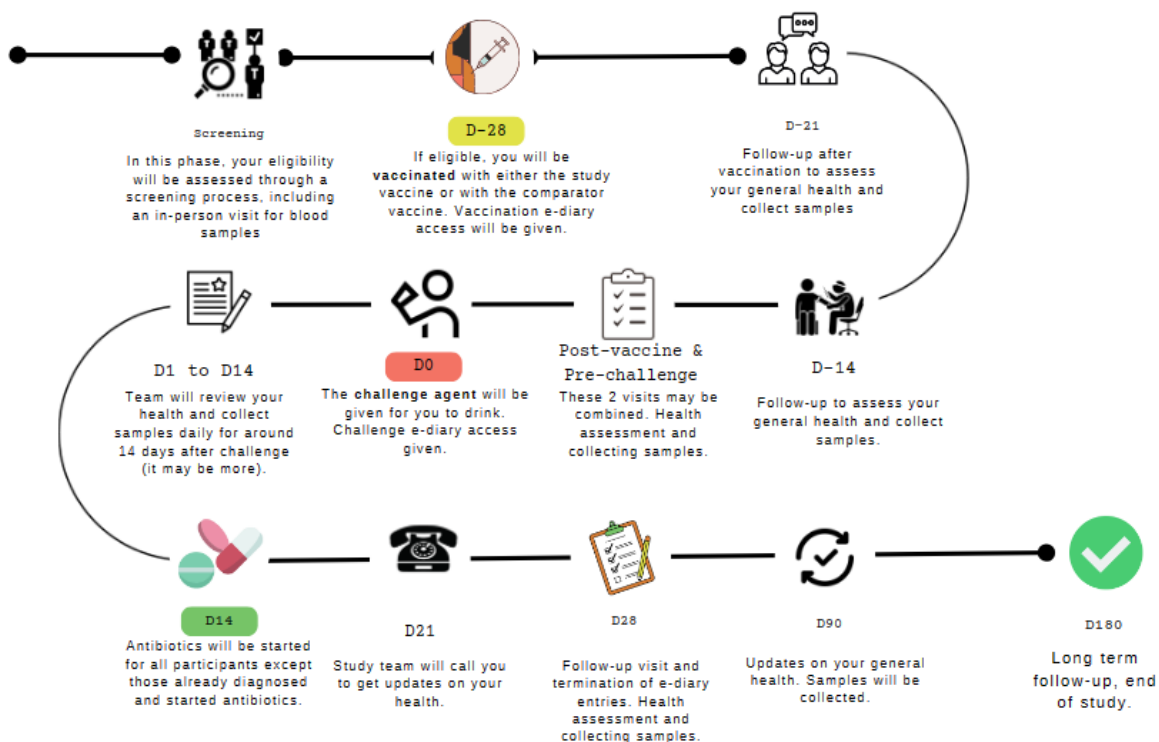 Screening
In this phase, your eligibility
will be assessed through a
screening process, including
an in-person visit for blood
samples
D-28
If eligible, you will be
vaccinated with either the study
vaccine or with the comparator
vaccine. Vaccination e-diary
access will be given.
D-21
Follow-up after
vaccination to assess
your general health and
collect samples
D-14
Follow-up to assess your
general health and collect
samples.
Post-vaccine &
Pre-challenge
These 2 visits may be
combined. Health
assessment and
collecting samples.
D0
The challenge agent will be
given for you to drink.
Challenge e-diary access
given.
D1 to D14
Team will review your
health and collect
samples daily for around
14 days after challenge
(it may be more).
D14
Antibiotics will be started
for all participants except
those already diagnosed
and started antibiotics.
D21
Study team will call you
to get updates on your
health.
D28
Follow-up visit and
termination of e-diary
entries. Health
assessment and
collecting samples.
D90
Updates on your general
health. Samples will be
collected.
D180
Long term
follow-up, end
of study.